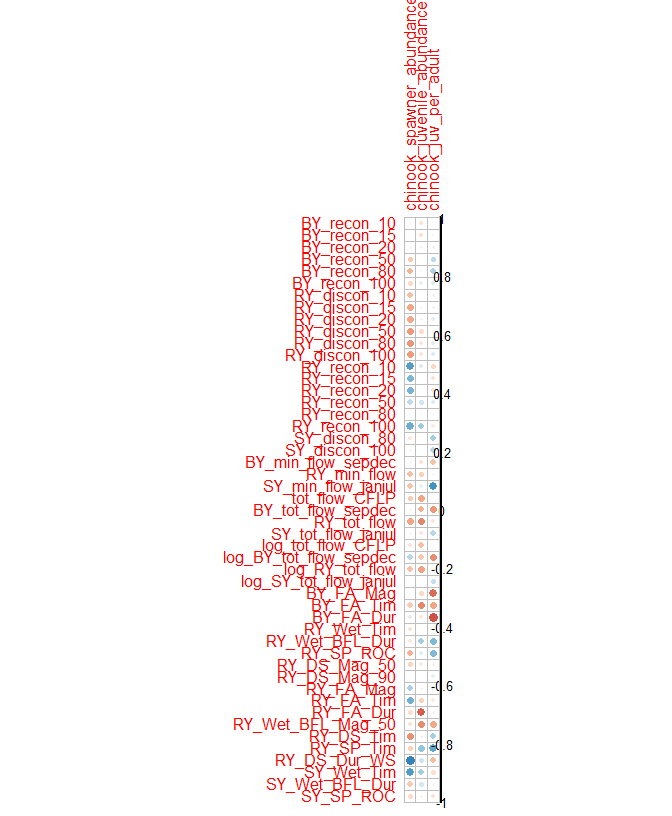 chinook_spawner_abundance
chinook_juvenile_abundance
chinook_juv_per_adult
BY_recon_10
BY_recon_15
BY_recon_20
BY_recon_50
BY_recon_80
BY_recon_100
RY_discon_10
RY_discon_15
RY_discon_20
RY_discon_50
RY_discon_80
RY_discon_100
RY_recon_10
RY_recon_15
RY_recon_20
RY_recon_50
RY_recon_80
RY_recon_100
SY_discon_80
SY_discon_100
BY_min_flow_sepdec
RY_min_flow
SY_min_flow_janjul
tot_flow_CFLP
BY_tot_flow_sepdec
RY_tot_flow
SY_tot_flow_janjul
log_tot_flow_CFLP
log_BY_tot_flow_sepdec
log_RY_tot_flow
log_SY_tot_flow_janjul
BY_FA_Mag
BY_FA_Tim
BY_FA_Dur
RY_Wet_Tim
RY_Wet_BFL_Dur
RY_SP_ROC
RY_DS_Mag_50
RY_DS_Mag_90
RY_FA_Mag
RY_FA_Tim
RY_FA_Dur
RY_Wet_BFL_Mag_50
RY_DS_Tim
RY_SP_Tim
RY_DS_Dur_WS
SY_Wet_Tim
SY_Wet_BFL_Dur
SY_SP_ROC
1
0.8
0.6
0.4
0.2
0
-0.2
-0.4
-0.6
-0.8
-1